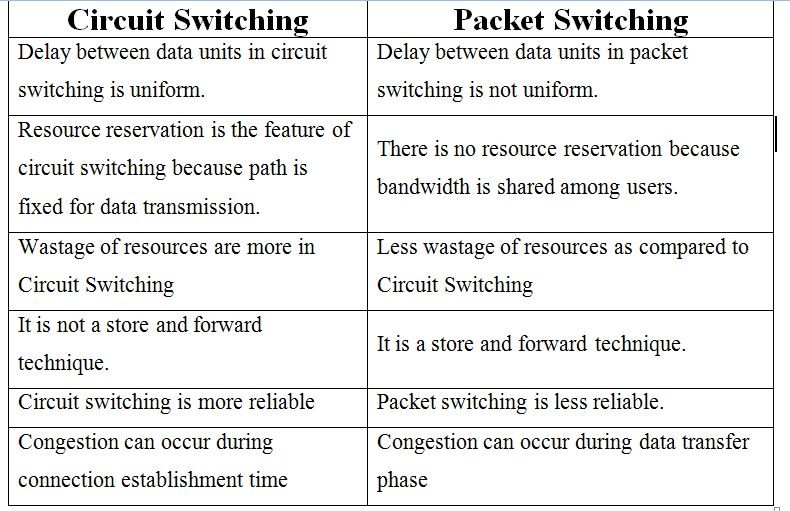 Circuit Switching
Packet Switching
Delay between data units in circuit
switching is uniform.
Delay between data units in packet
switching is not uniform.
Resource reservation is the feature of
circuit switching because path is
fixed for data transmission.
There is no resource reservation because
bandwidth is shared among users.
Wastage of resources are more in
Circuit Switching
Less wastage of resources as compared to
Circuit Switching
It is not a store and forward
technique.
It is a store and forward technique.
Circuit switching is more reliable
Packet switching is less reliable.
Congestion can occur during
connection establishment time
Congestion can occur during data transfer
phase